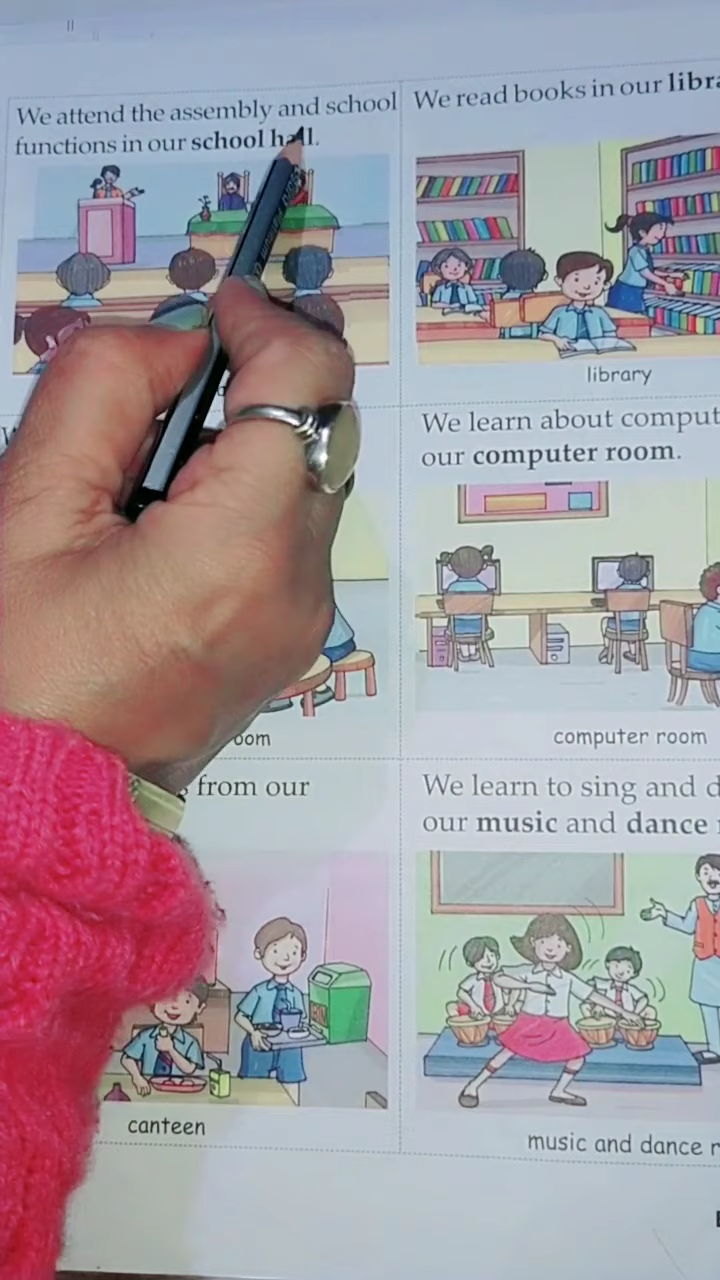 We attend the assembly and school
functions in our school hall.
We read books in our
library
We learn about
our computer room.
oom
computer room
from our
We learn to sing and
our music and dance
BIN
canteen
music and dance